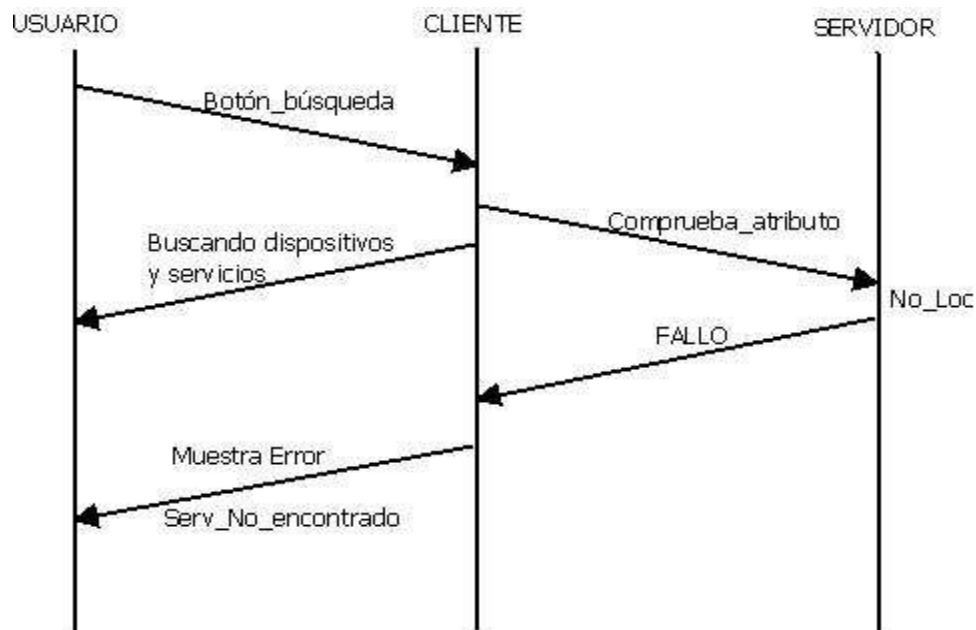 USUARIO
CLIENTE
SERVIDOR
Botón_búsqueda
Comprueba_atributo
Buscando dispositivos
y servicios
No_Loc
FALLO
Muestra Error
Serv_No_encontrado